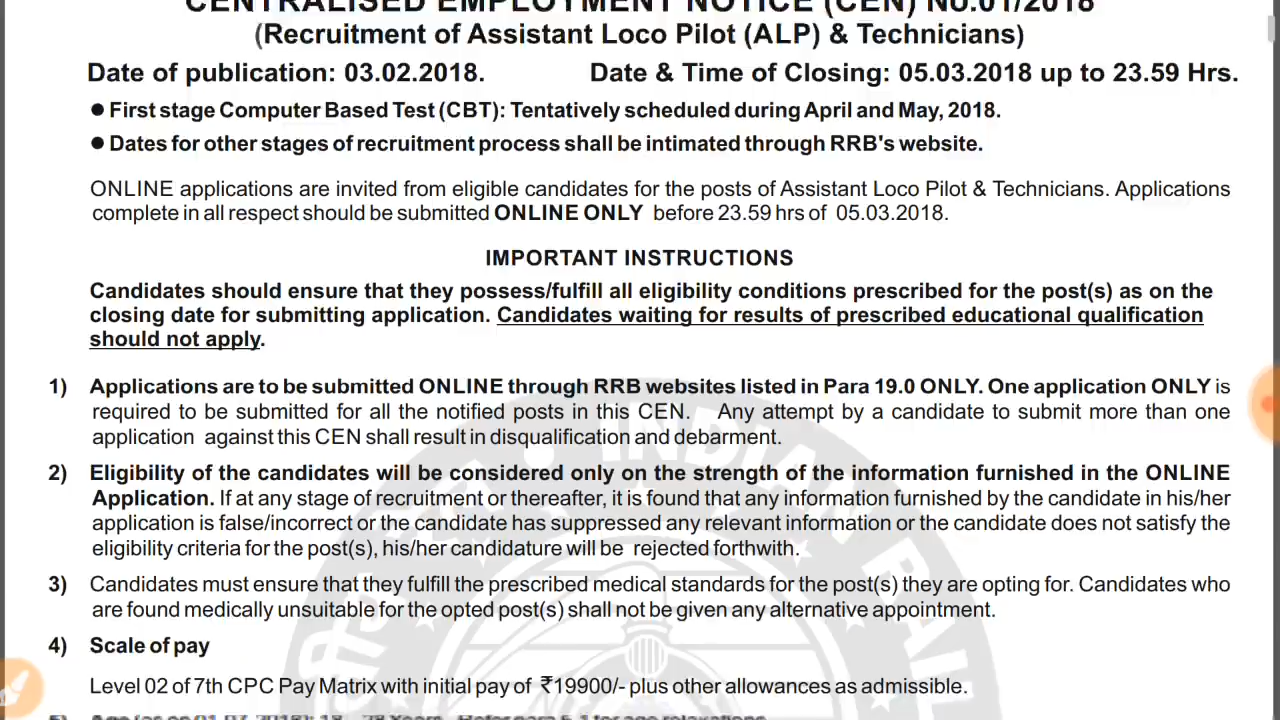 CENTRALISED EMPLOYMENT NOTICE (CEN) No.01/2018
(Recruitment of Assistant Loco Pilot (ALP) & Technicians)
Date of publication: 03.02.2018. Date & Time of Closing: 05.03.2018 up to 23.59 Hrs.
● First stage Computer Based Test (CBT): Tentatively scheduled during April and May, 2018.
● Dates for other stages of recruitment process shall be intimated through RRB's website.
ONLINE applications are invited from eligible candidates for the posts of Assistant Loco Pilot & Technicians. Applications
complete in all respect should be submitted ONLINE ONLY before 23.59 hrs of 05.03.2018.
IMPORTANT INSTRUCTIONS
Candidates should ensure that they possess/fulfill all eligibility conditions prescribed for the post(s) as on the
closing date for submitting application. Candidates waiting for results of prescribed educational qualification
should not apply.
1) Applications are to be submitted ONLINE through RRB websites listed in Para 19.0 ONLY. One application ONLY is
required to be submitted for all the notified posts in this CEN. Any attempt by a candidate to submit more than one
application against this CEN shall result in disqualification and debarment.
2) Eligibility of the candidates will be considered only on the strength of the information furnished in the ONLINE
Application. If at any stage of recruitment or thereafter, it is found that any information furnished by the candidate in his/her
application is false/incorrect or the candidate has suppressed any relevant information or the candidate does not satisfy the
eligibility criteria for the post(s), his/her candidature will be rejected forthwith.
3) Candidates must ensure that they fulfill the prescribed medical standards for the post(s) they are opting for. Candidates who
are found medically unsuitable for the opted post(s) shall not be given any alternative appointment.
4) Scale of pay
Level 02 of 7th CPC Pay Matrix with initial pay of ₹19900/- plus other allowances as admissible.